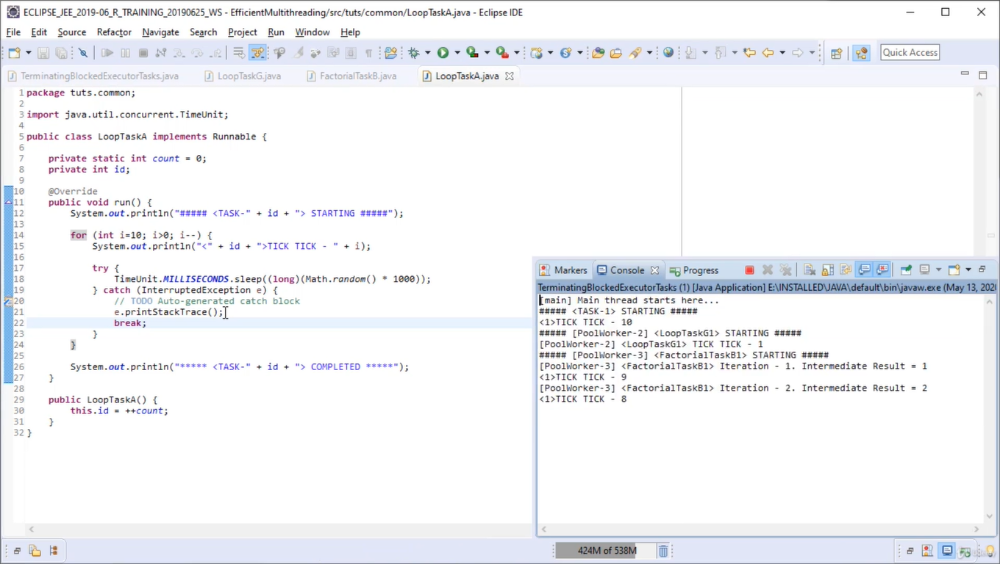 ECLIPSE_JEE_2019-06_R_TRAINING_20190625_WS - EfficientMultithreading/src/tuts/common/LoopTaskA.java - Eclipse IDE
File Edit Source Refactor Navigate Search Project Run Window Help
Quick Access
TerminatingBlockedExecutorTasks.java LoopTaskG.java FactorialTaskB.java LoopTaskA.java
1 package tuts.common;
2
3 import java.util.concurrent.TimeUnit;
4
5 public class LoopTaskA implements Runnable {
6
7 private static int count = 0;
8 private int id;
9
10 @Override
11 public void run() {
12 System.out.println("##### <TASK-" + id + "> STARTING #####");
13
14 for (int i=10; i>0; i--) {
15 System.out.println("<" + id + ">TICK TICK - " + i);
16
17 try {
18 TimeUnit.MILLISECONDS.sleep((long)(Math.random() * 1000));
19 } catch (InterruptedException e) {
20 // TODO Auto-generated catch block
21 e.printStackTrace();
22 break;
23 }
24 }
25
26 System.out.println("***** <TASK-" + id + "> COMPLETED *****");
27 }
28
29 public LoopTaskA() {
30 this.id = ++count;
31 }
32 }
Markers Console Progress
TerminatingBlockedExecutorTasks (1) [Java Application] E:\INSTALLED\JAVA\default\bin\javaw.exe (May 13, 2020
[main] Main thread starts here...
##### <TASK-1> STARTING #####
<1>TICK TICK - 10
##### [PoolWorker-2] <LoopTaskG1> STARTING #####
[PoolWorker-2] <LoopTaskG1> TICK TICK - 1
##### [PoolWorker-3] <FactorialTaskB1> STARTING #####
[PoolWorker-3] <FactorialTaskB1> Iteration - 1. Intermediate Result = 1
<1>TICK TICK - 9
[PoolWorker-3] <FactorialTaskB1> Iteration - 2. Intermediate Result = 2
<1>TICK TICK - 8
424M of 538M